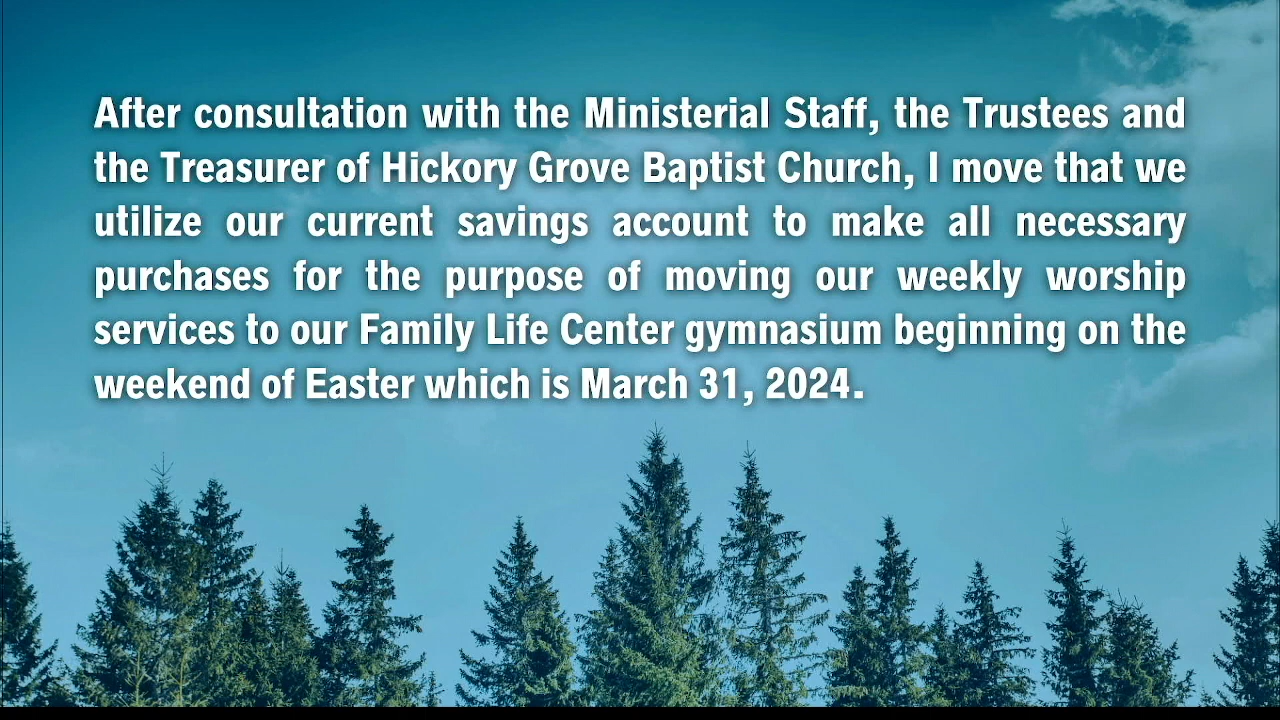 After consultation with the Ministerial Staff, the Trustees and
the Treasurer of Hickory Grove Baptist Church, I move that we
utilize our current savings account to make all necessary
purchases for the purpose of moving our weekly worship
services to our Family Life Center gymnasium beginning on the
weekend of Easter which is March 31, 2024.